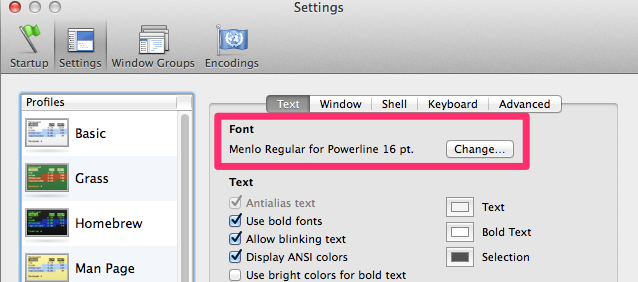 Settings
Startup Settings Window Groups Encodings
Profiles
Basic
Grass
Homebrew
Man Page
Text Window Shell Keyboard Advanced
Font
Menlo Regular for Powerline 16 pt. Change...
Text
Antialias text
Use bold fonts
Allow blinking text
Display ANSI colors
Use bright colors for bold text
Text
Bold Text
Selection